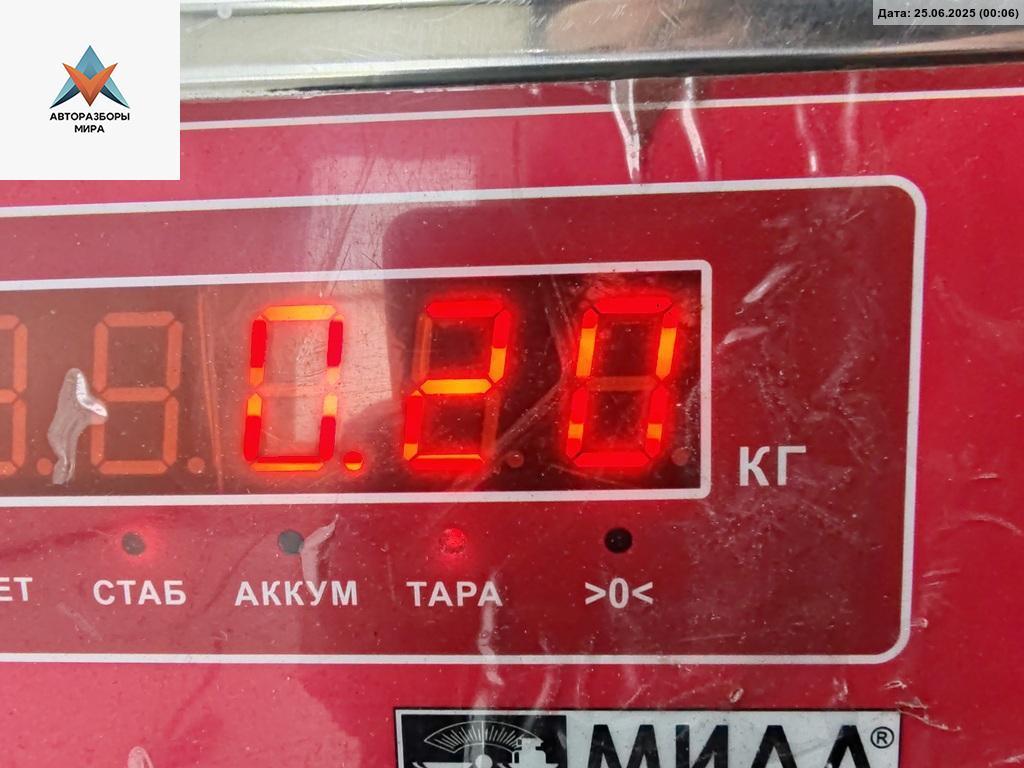 Дата: 25.06.2025 (00:06)
АВТОРАЗБОРЫ
МИРА
0.20
КГ
ЕТ СТАБ АККУМ ТАРА >0<
МИДЛ®